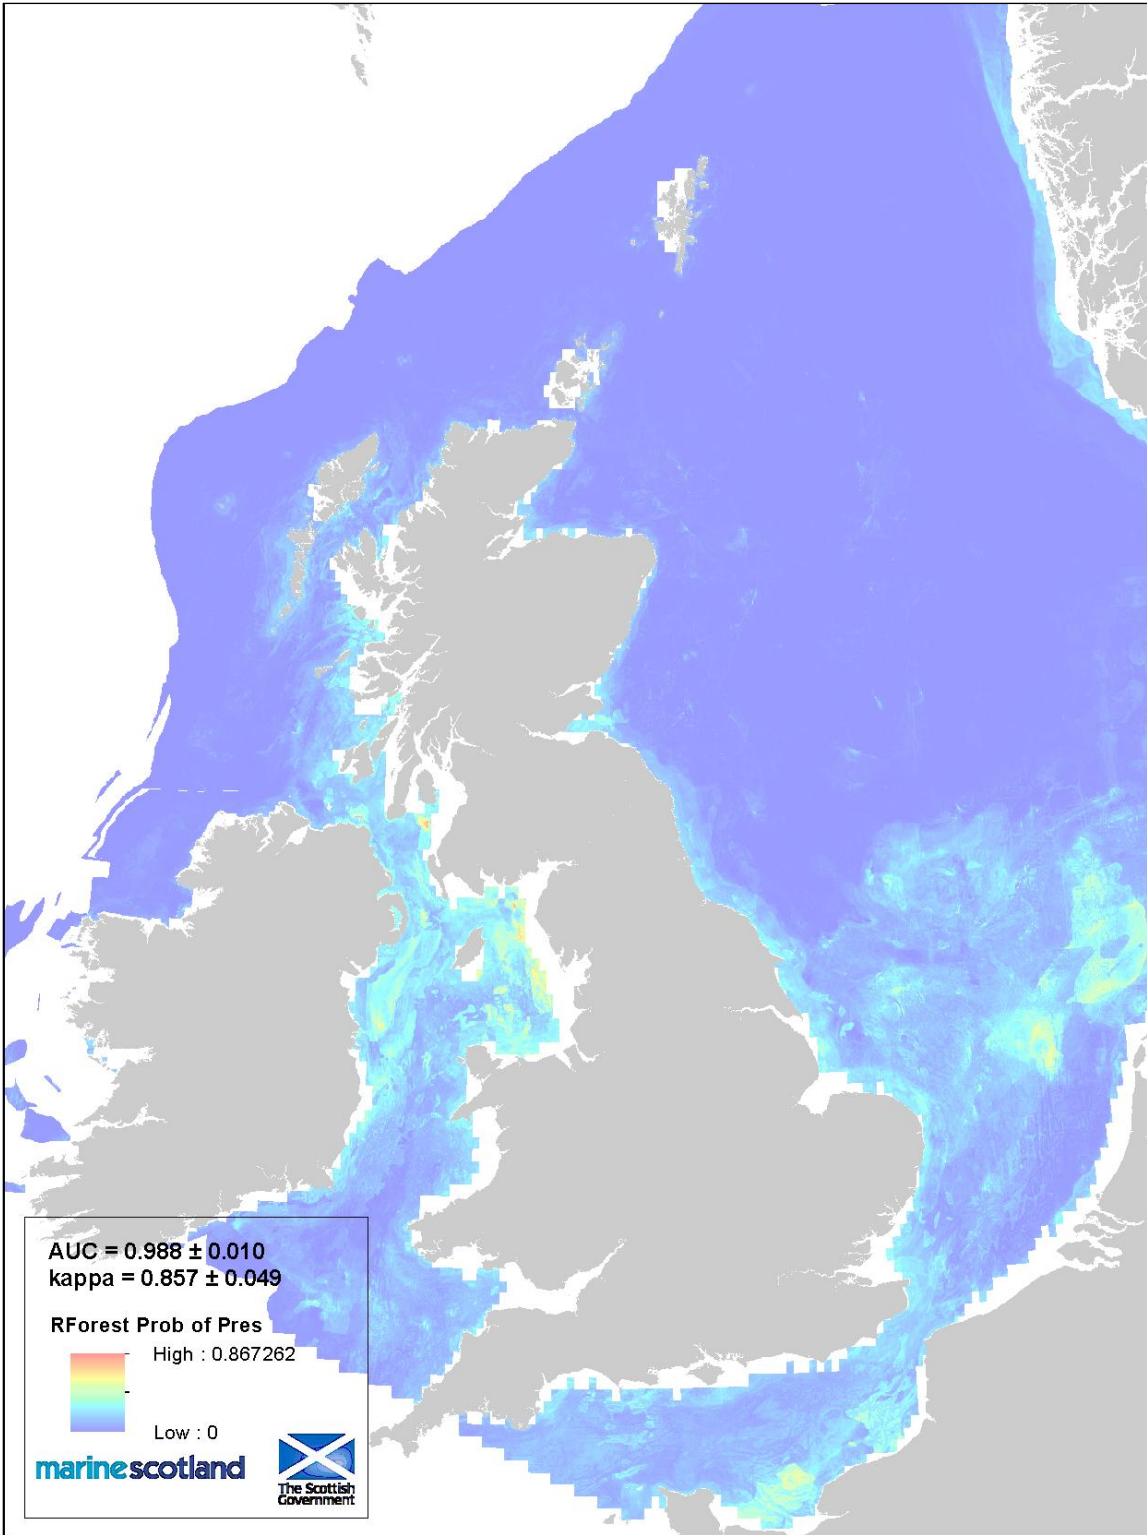 AUC = 0.988 ± 0.010
kappa = 0.857 ± 0.049
RForest Prob of Pres
High : 0.867262
Low : 0
marinescotland
The Scottish
Government